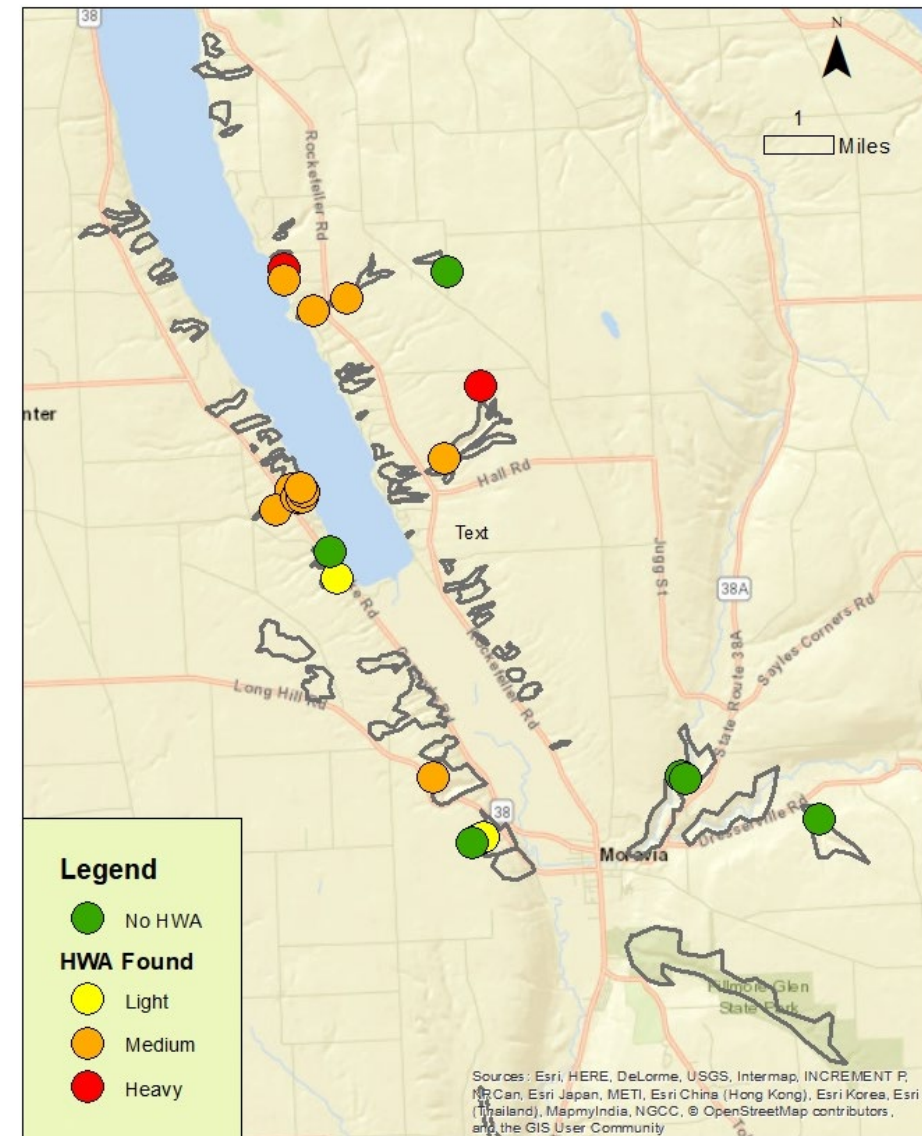 38
N
1
Miles
Rockefeller Rd
nter
Hall Rd
Text
Jugg St
38A
Sayles Corners Rd
State Route 38A
Rockefeller Rd
Long Hill Rd
Rd
38
Dresserville Rd
Moravia
Fillmore Glen
State Park
Legend
No HWA
HWA Found
Light
Medium
Heavy
Sources: Esri, HERE, DeLorme, USGS, Intermap, INCREMENT P,
NRCan, Esri Japan, METI, Esri China (Hong Kong), Esri Korea, Esri
(Thailand), MapmyIndia, NGCC, © OpenStreetMap contributors,
and the GIS User Community